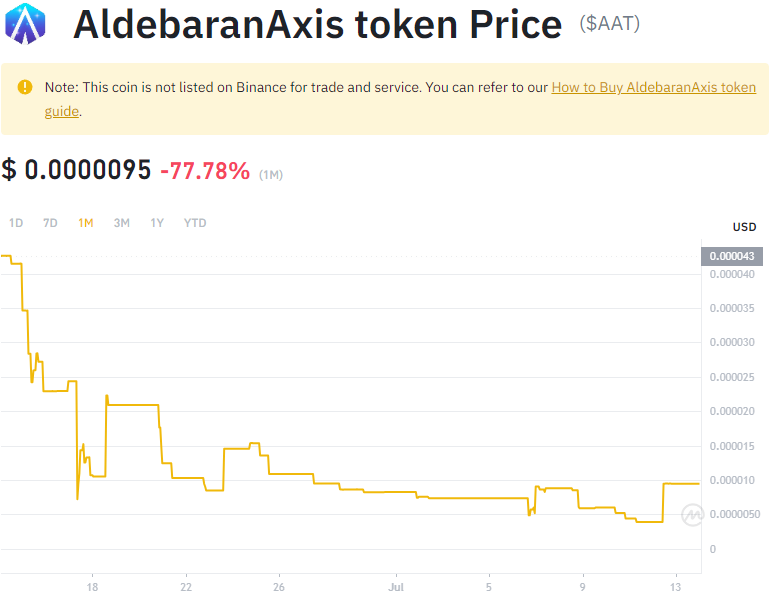 AldebaranAxis token Price ($AAT)
Note: This coin is not listed on Binance for trade and service. You can refer to our How to Buy AldebaranAxis token
guide.
$ 0.0000095 -77.78% (1M)
1D 7D 1M 3M 1Y YTD
USD
0.000043
0.000040
0.000035
0.000030
0.000025
0.000020
0.000015
0.000010
0.0000050
0
18 22 26 Jul 5 9 13